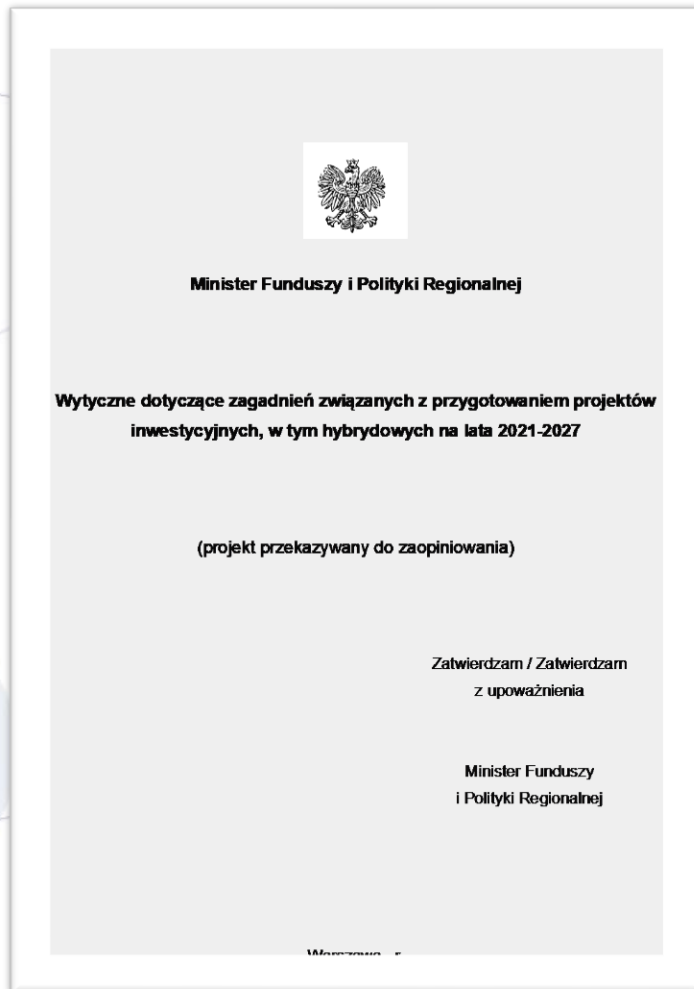 Minister Funduszy i Polityki Regionalnej
Wytyczne dotyczące zagadnień związanych z przygotowaniem projektów
inwestycyjnych, w tym hybrydowych na lata 2021-2027
(projekt przekazywany do zaopiniowania)
Zatwierdzam / Zatwierdzam
z upoważnienia
Minister Funduszy
i Polityki Regionalnej